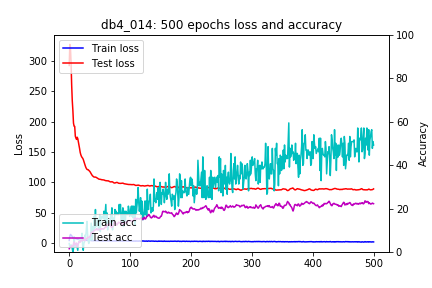 db4_014: 500 epochs loss and accuracy
Train loss
Test loss
Train acc
Test acc
Loss
300
250
200
150
100
50
0
Accuracy
100
80
60
40
20
0
0 100 200 300 400 500